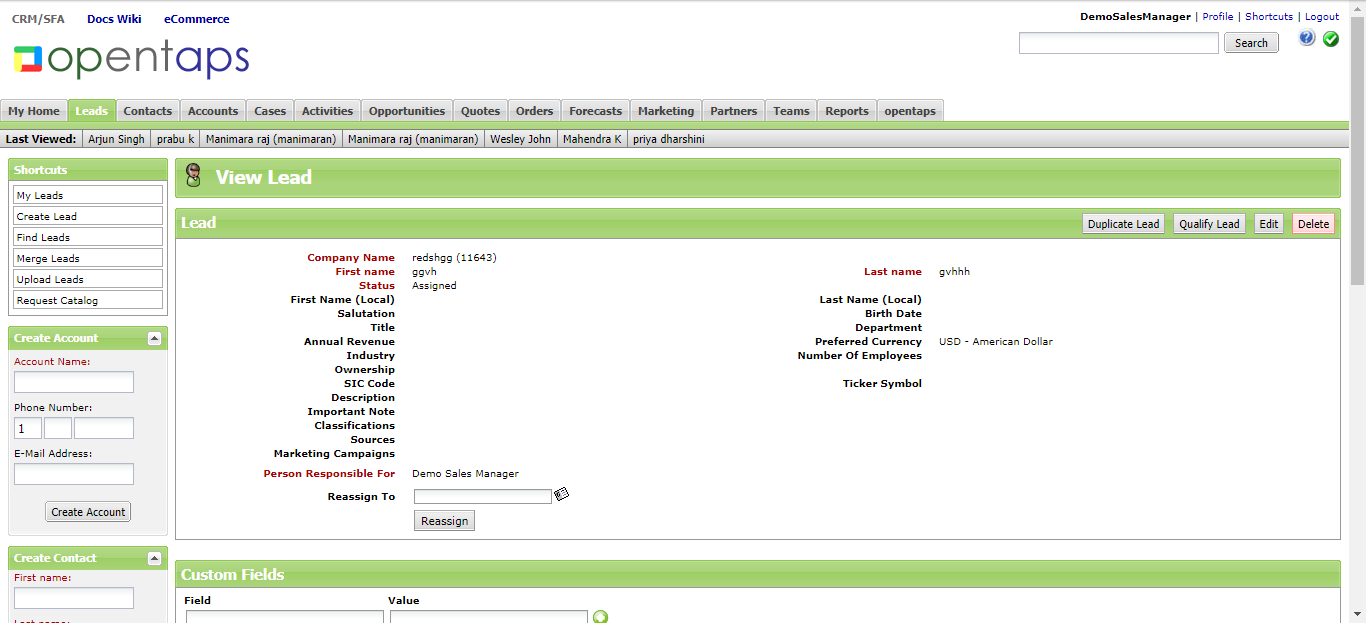 CRM/SFA Docs Wiki eCommerce
DemoSalesManager | Profile | Shortcuts | Logout
opentaps
Search
My Home Leads Contacts Accounts Cases Activities Opportunities Quotes Orders Forecasts Marketing Partners Teams Reports opentaps
Last Viewed: Arjun Singh prabu k Manimara raj (manimaran) Manimara raj (manimaran) Wesley John Mahendra K priya dharshini
Shortcuts
My Leads
Create Lead
Find Leads
Merge Leads
Upload Leads
Request Catalog
Create Account
Account Name:
Phone Number:
1
E-Mail Address:
Create Account
Create Contact
First name:
Last name:
View Lead
Lead
Duplicate Lead Qualify Lead Edit Delete
Company Name redshgg (11643)
First name ggvh Last name gvhhh
Status Assigned
First Name (Local) Last Name (Local)
Salutation Birth Date
Title Department
Annual Revenue Preferred Currency USD - American Dollar
Industry Number Of Employees
Ownership
SIC Code Ticker Symbol
Description
Important Note
Classifications
Sources
Marketing Campaigns
Person Responsible For Demo Sales Manager
Reassign To
Reassign
Custom Fields
Field Value